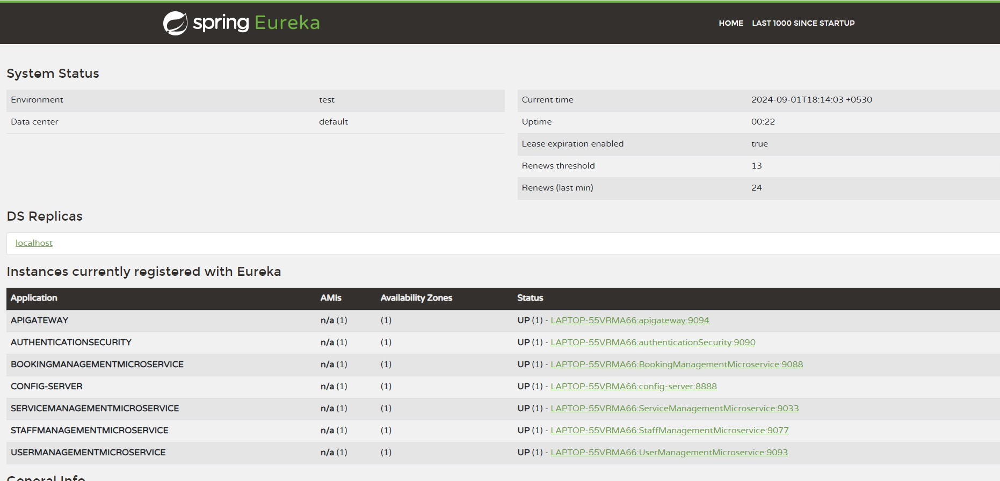 spring Eureka
HOME LAST 1000 SINCE STARTUP
System Status
Environment test
Data center default
Current time 2024-09-01T18:14:03 +0530
Uptime 00:22
Lease expiration enabled true
Renews threshold 13
Renews (last min) 24
DS Replicas
localhost
Instances currently registered with Eureka
Application AMIs Availability Zones Status
APIGATEWAY n/a (1) (1) UP (1) - LAPTOP-55VRMA66:apigateway:9094
AUTHENTICATIONSECURITY n/a (1) (1) UP (1) - LAPTOP-55VRMA66:authenticationSecurity:9090
BOOKINGMANAGEMENTMICROSERVICE n/a (1) (1) UP (1) - LAPTOP-55VRMA66:BookingManagementMicroservice:9088
CONFIG-SERVER n/a (1) (1) UP (1) - LAPTOP-55VRMA66:config-server:8888
SERVICEMANAGEMENTMICROSERVICE n/a (1) (1) UP (1) - LAPTOP-55VRMA66:ServiceManagementMicroservice:9033
STAFFMANAGEMENTMICROSERVICE n/a (1) (1) UP (1) - LAPTOP-55VRMA66:StaffManagementMicroservice:9077
USERMANAGEMENTMICROSERVICE n/a (1) (1) UP (1) - LAPTOP-55VRMA66:UserManagementMicroservice:9093
General Info